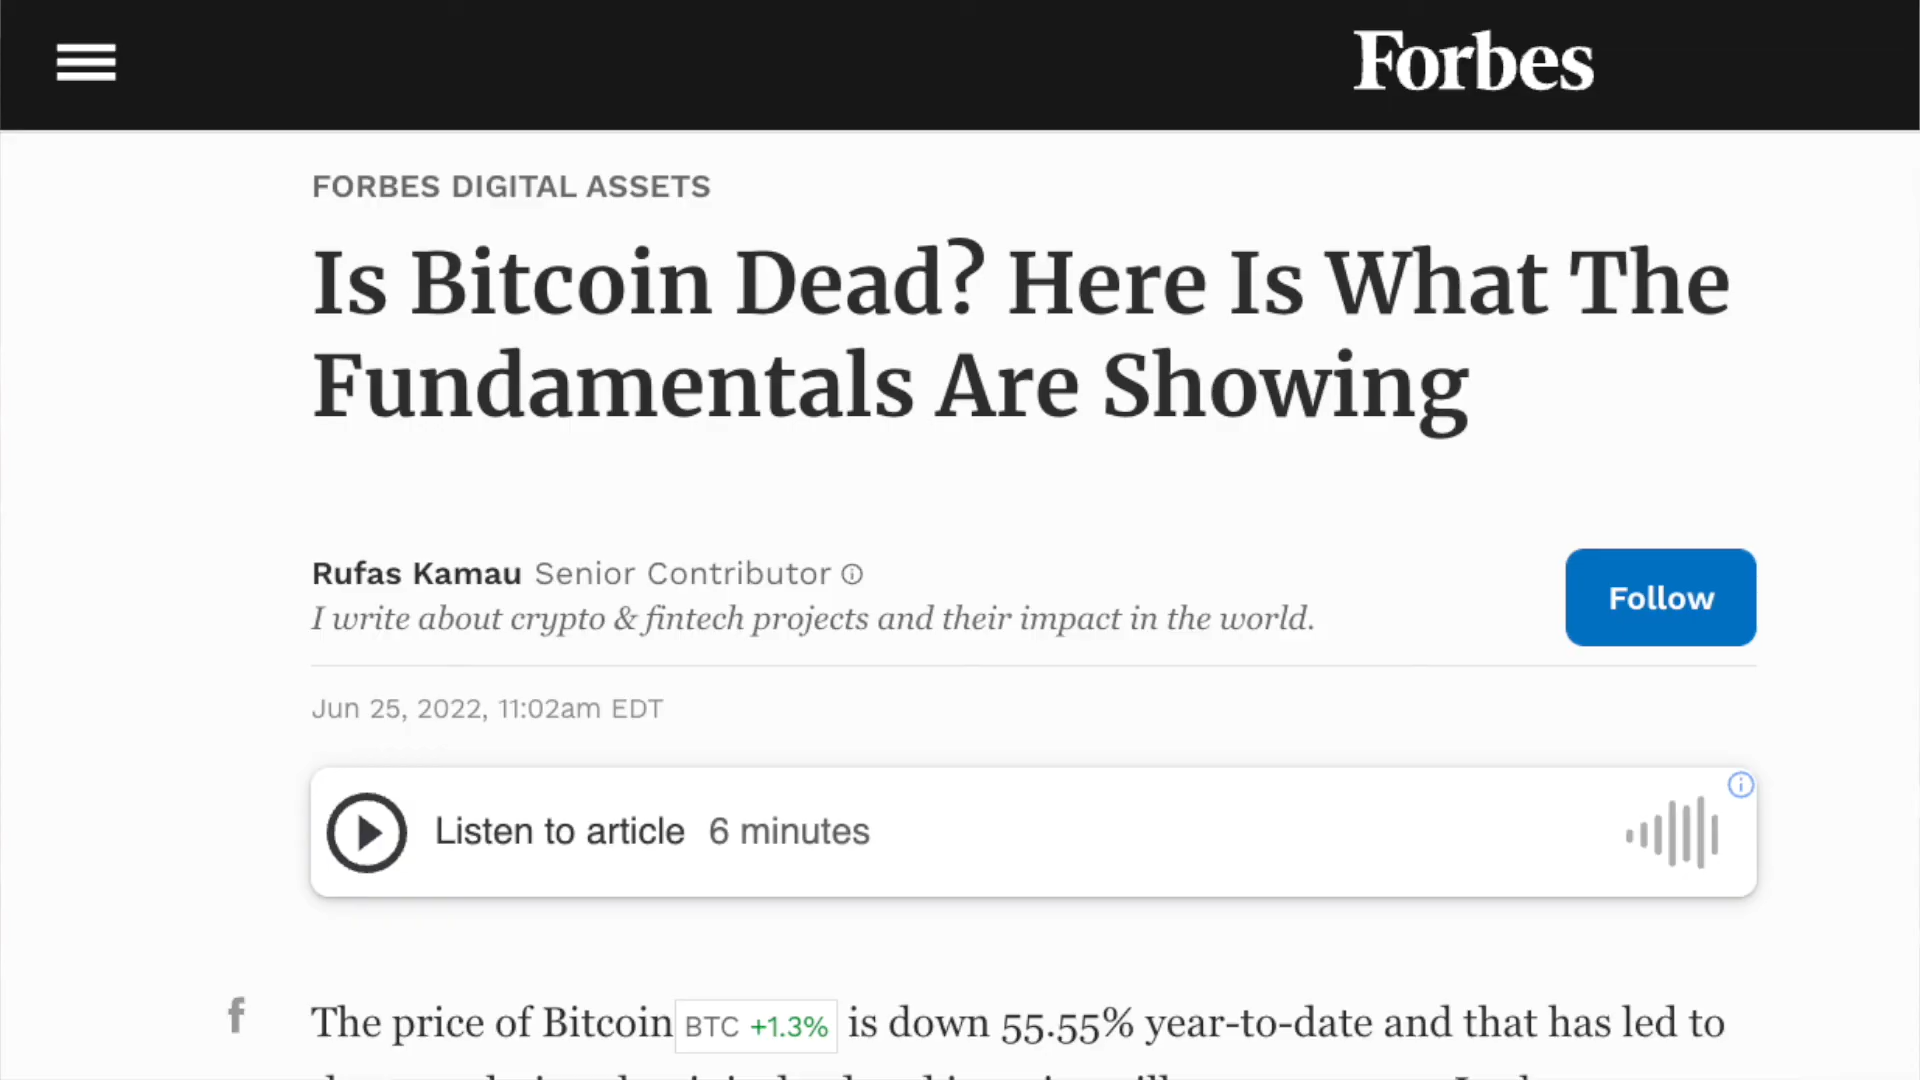 Forbes
FORBES DIGITAL ASSETS
Is Bitcoin Dead? Here Is What The
Fundamentals Are Showing
Rufas Kamau Senior Contributor
I write about crypto & fintech projects and their impact in the world.
Follow
Jun 25, 2022, 11:02am EDT
Listen to article 6 minutes
The price of Bitcoin BTC +1.3% is down 55.55% year-to-date and that has led to